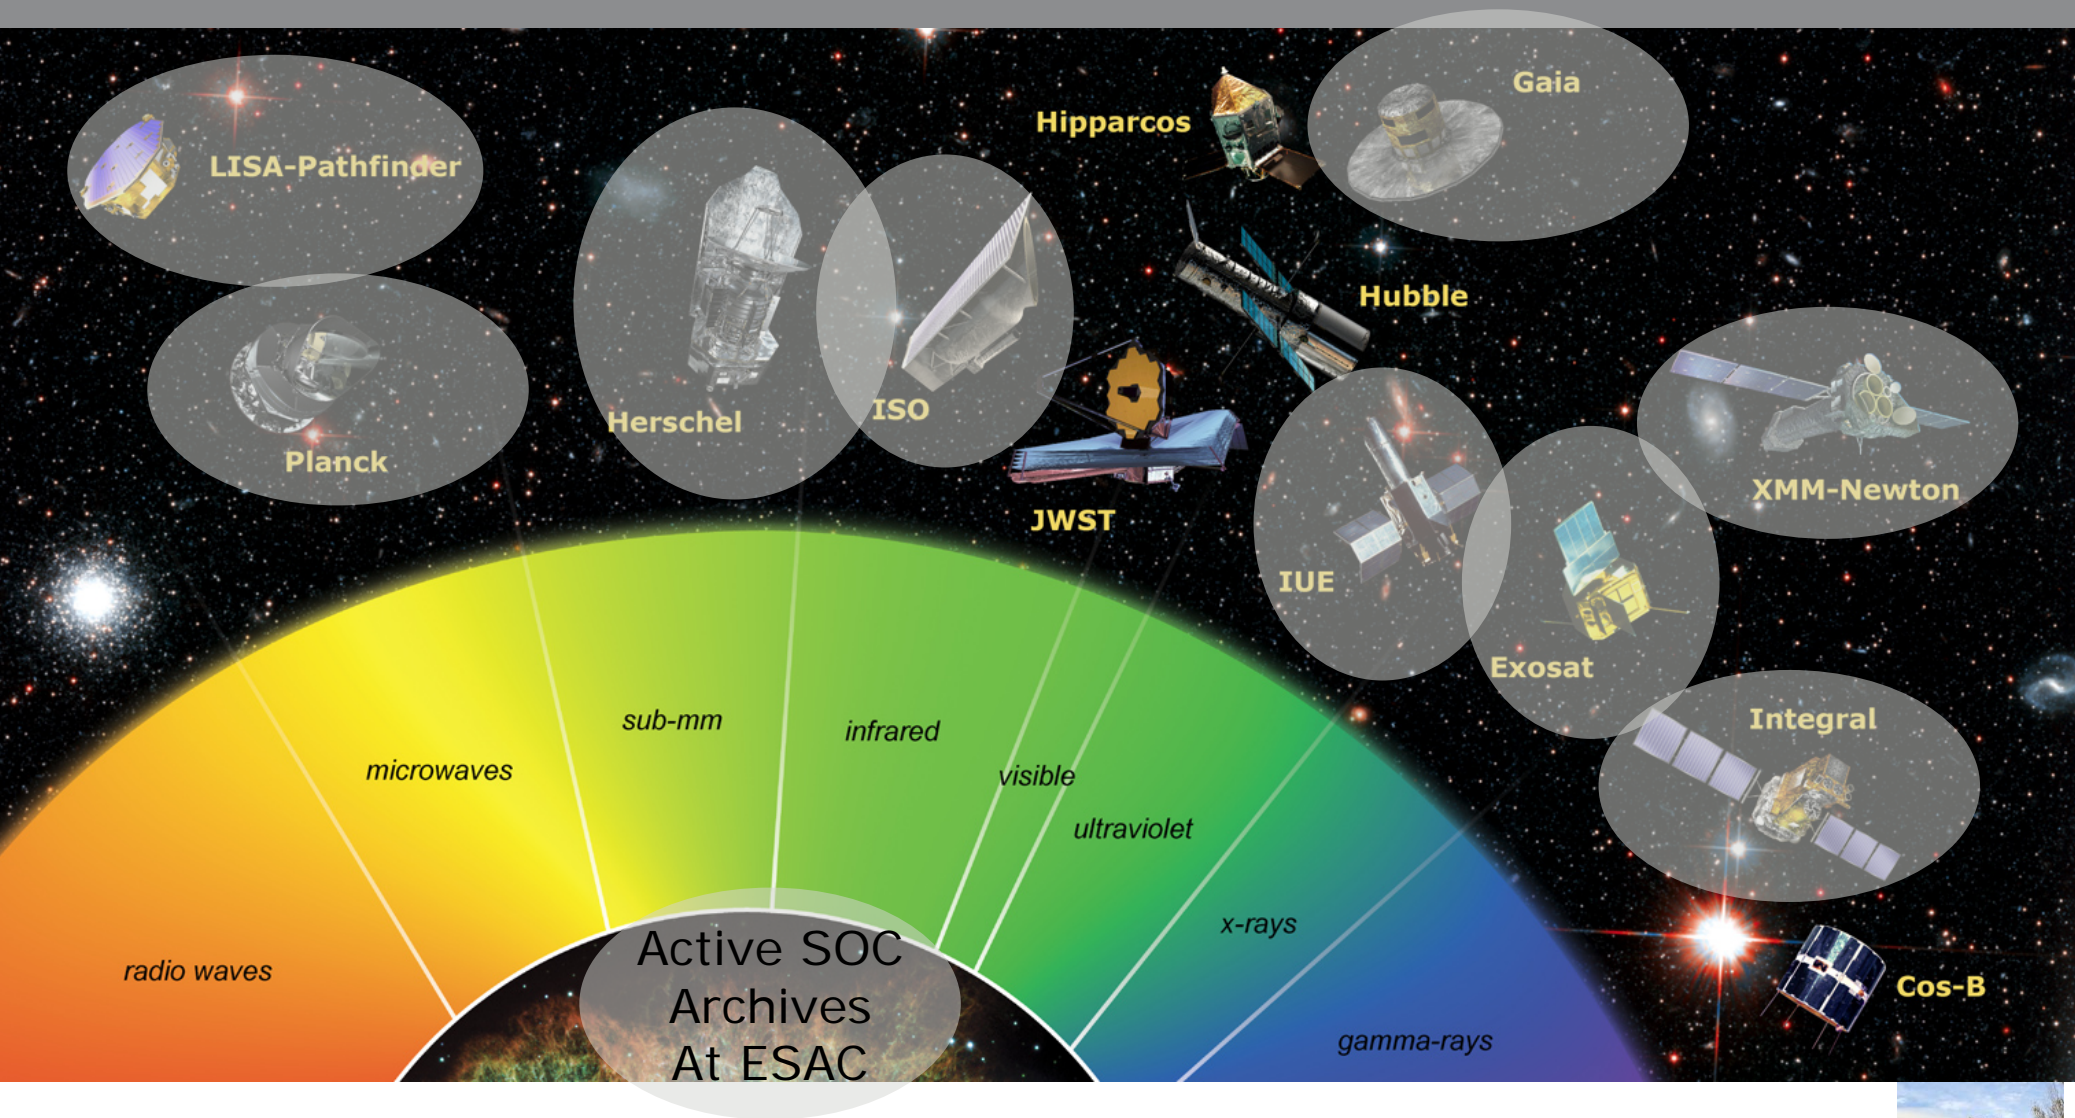 Gaia
Hipparcos
LISA-Pathfinder
Hubble
Herschel
ISO
Planck
XMM-Newton
JWST
IUE
Exosat
Integral
sub-mm
infrared
microwaves
visible
ultraviolet
x-rays
radio waves
Cos-B
gamma-rays
Active SOC
Archives
At ESAC